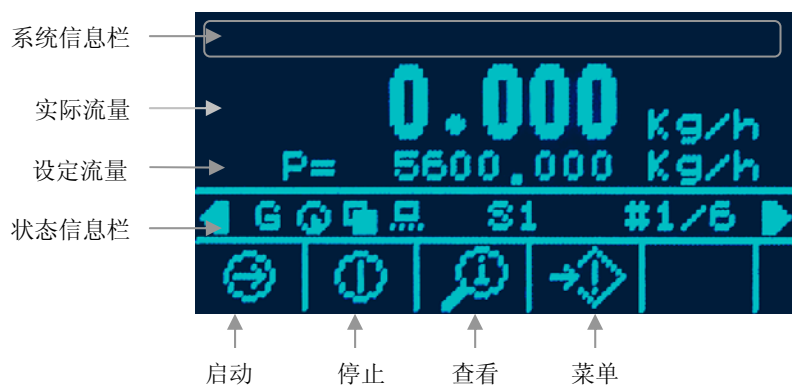 系统信息栏
实际流量
0.000 Kg/h
设定流量
P= 5600.000 Kg/h
状态信息栏
G S1 #1/6
启动 停止 查看 菜单